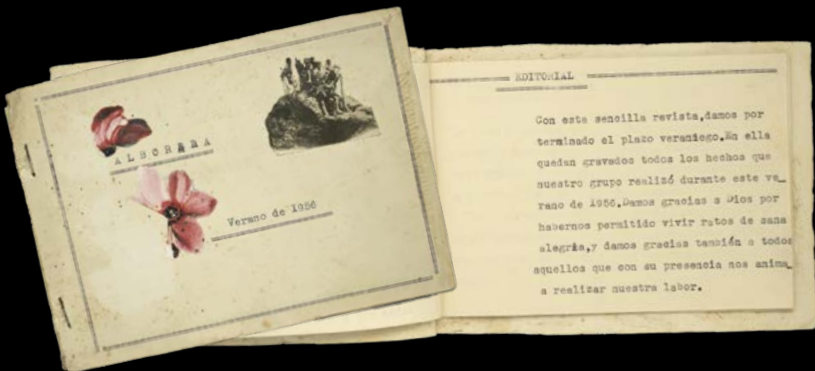 ALBORADA
Verano de 1956
EDITORIAL
Con esta sencilla revista,damos por
terminado el plazo veraniego.En ella
quedan gravados todos los hechos que
nuestro grupo realizó durante este ve_
rano de 1956.Damos gracias a Dios por
habernos permitido vivir ratos de sana
alegría,y damos gracias también a todos
aquellos que con su presencia nos anima_
a realizar nuestra labor.